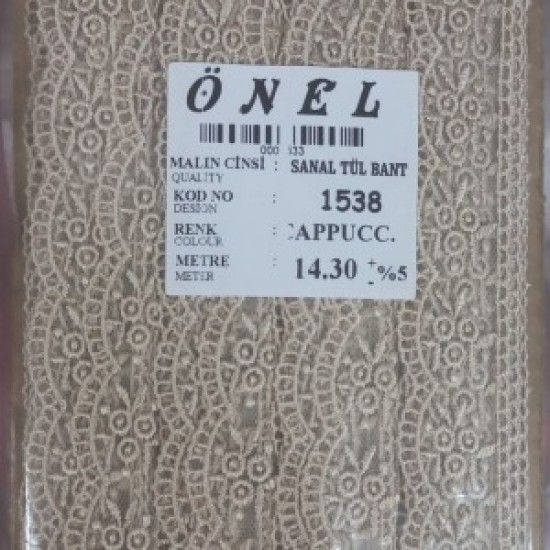 ÖNEL
MALIN CİNSİ : SANAL TÜL BANT
QUALITY
KOD NO : 1538
DESIGN
RENK : CAPPUCC.
COLOUR
METRE : 14.30 +- %5
METER